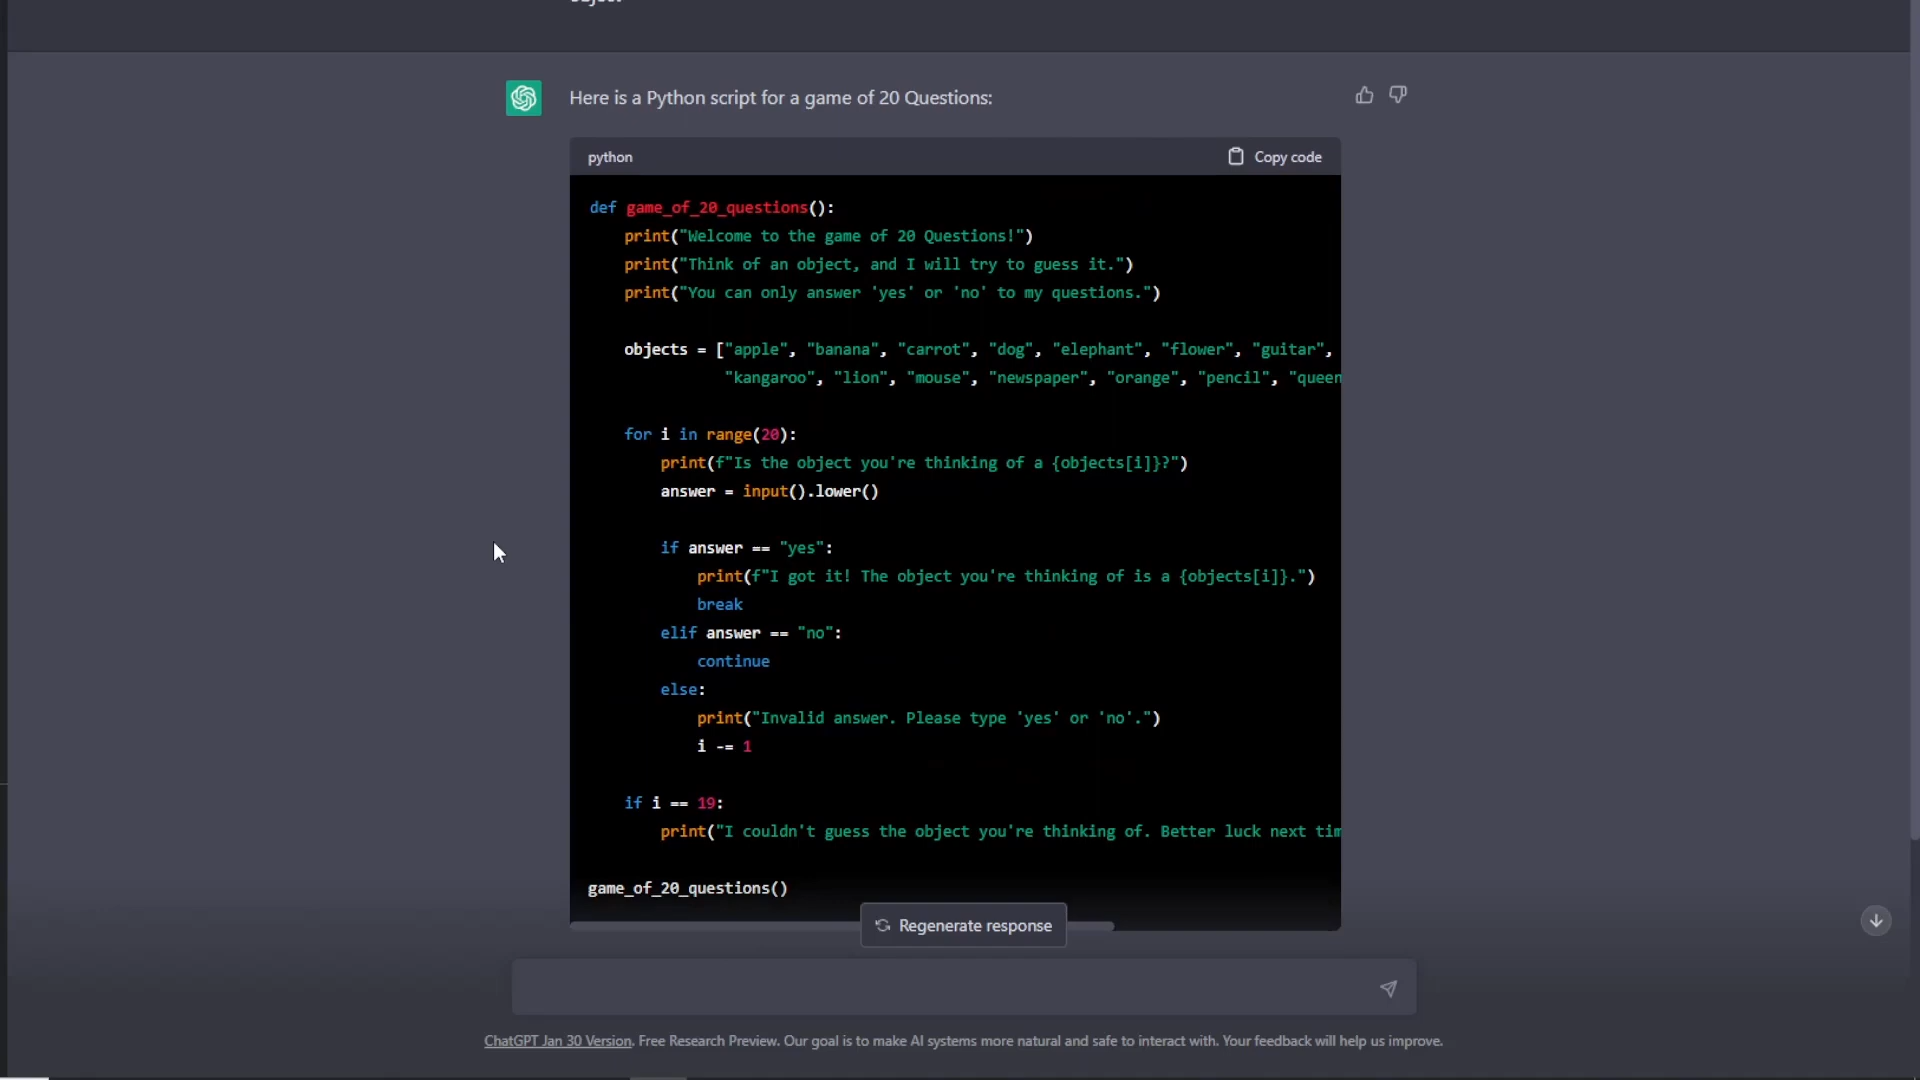 Here is a Python script for a game of 20 Questions:
python
Copy code
def game_of_20_questions():
    print("Welcome to the game of 20 Questions!")
    print("Think of an object, and I will try to guess it.")
    print("You can only answer 'yes' or 'no' to my questions.")
    objects = ["apple", "banana", "carrot", "dog", "elephant", "flower", "guitar",
               "kangaroo", "lion", "mouse", "newspaper", "orange", "pencil", "queen
    for i in range(20):
        print(f"Is the object you're thinking of a {objects[i]}?")
        answer = input().lower()
        if answer == "yes":
            print(f"I got it! The object you're thinking of is a {objects[i]}.")
            break
        elif answer == "no":
            continue
        else:
            print("Invalid answer. Please type 'yes' or 'no'.")
            i -= 1
    if i == 19:
        print("I couldn't guess the object you're thinking of. Better luck next tim
game_of_20_questions()
Regenerate response
ChatGPT Jan 30 Version. Free Research Preview. Our goal is to make AI systems more natural and safe to interact with. Your feedback will help us improve.